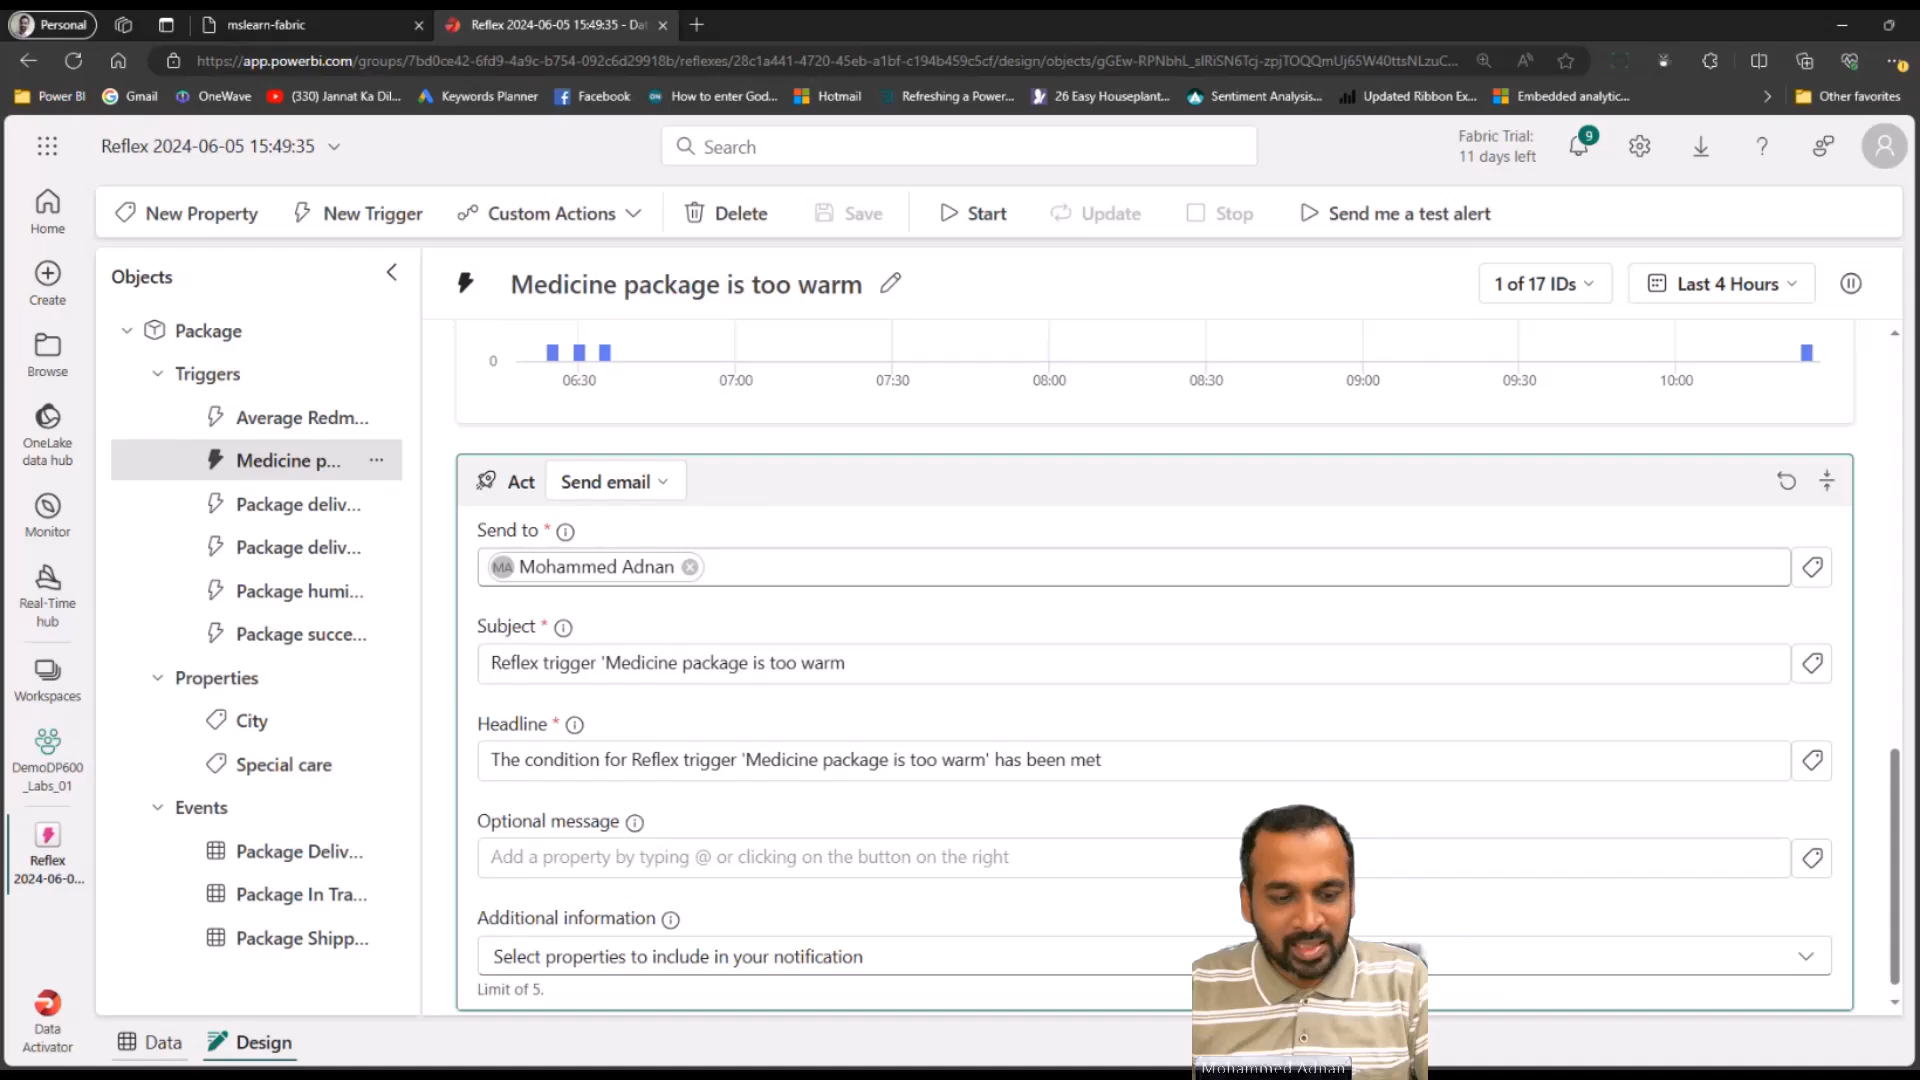 Personal
mslearn-fabric
Reflex 2024-06-05 15:49:35 - Dat
https://app.powerbi.com/groups/7bd0ce42-6fd9-4a9c-b754-092c6d29918b/reflexes/28c1a441-4720-45eb-a1bf-c194b459c5cf/design/objects/gGEw-RPNbhL_sIRiSN6Tcj-zpjTOQQmUj65W40ttsNLzuC...
Power BI
Gmail
OneWave
(330) Jannat Ka Dil...
Keywords Planner
Facebook
How to enter God...
Hotmail
Refreshing a Power...
26 Easy Houseplant...
Sentiment Analysis...
Updated Ribbon Ex...
Embedded analytic...
Other favorites
Reflex 2024-06-05 15:49:35
Search
Fabric Trial:
11 days left
9
New Property
New Trigger
Custom Actions
Delete
Save
Start
Update
Stop
Send me a test alert
Home
Create
Browse
OneLake
data hub
Monitor
Real-Time
hub
Workspaces
DemoDP600
_Labs_01
Reflex
2024-06-0...
Data
Activator
Objects
Package
Triggers
Average Redm...
Medicine p...
Package deliv...
Package deliv...
Package humi...
Package succe...
Properties
City
Special care
Events
Package Deliv...
Package In Tra...
Package Shipp...
Data
Design
Medicine package is too warm
1 of 17 IDs
Last 4 Hours
0
06:30
07:00
07:30
08:00
08:30
09:00
09:30
10:00
Act
Send email
Send to *
MA Mohammed Adnan
Subject *
Reflex trigger 'Medicine package is too warm
Headline *
The condition for Reflex trigger 'Medicine package is too warm' has been met
Optional message
Add a property by typing @ or clicking on the button on the right
Additional information
Select properties to include in your notification
Limit of 5.
Mohammed Adnan